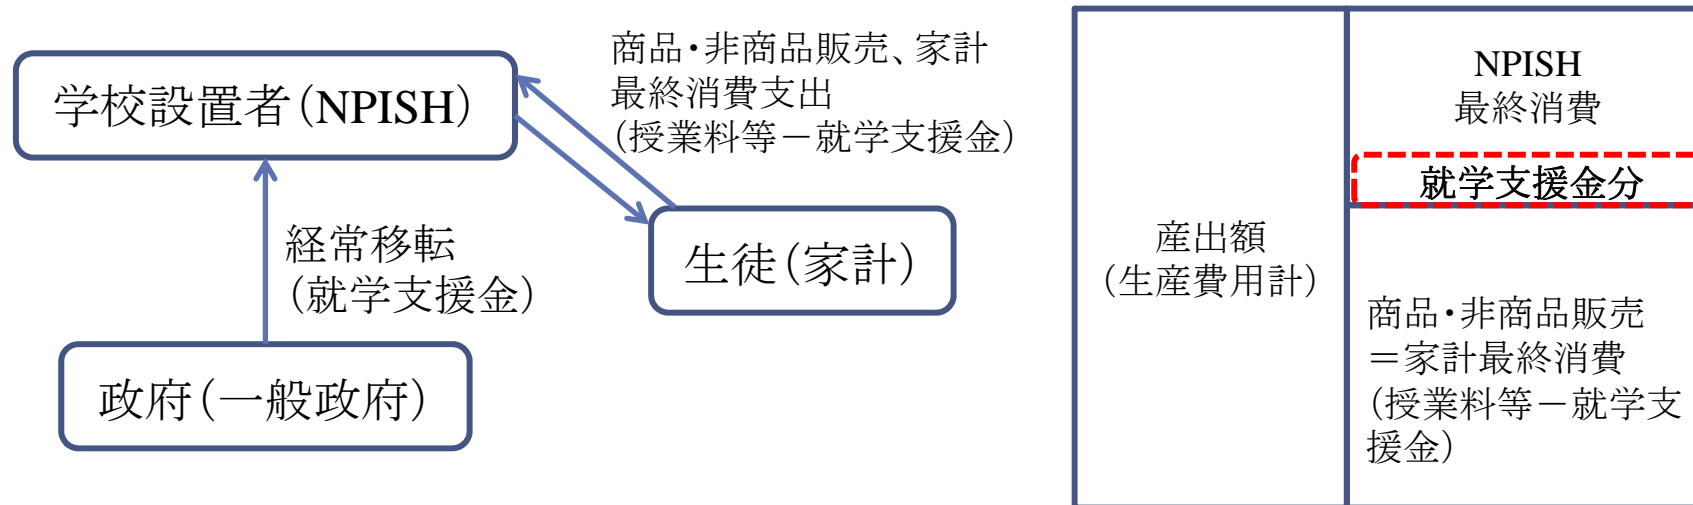 商品・非商品販売、家計
最終消費支出
（授業料等－就学支援金）
学校設置者（NPISH）
経常移転
（就学支援金）
生徒（家計）
政府（一般政府）
産出額
（生産費用計）
NPISH
最終消費
就学支援金分
商品・非商品販売
＝家計最終消費
（授業料等－就学支
援金）